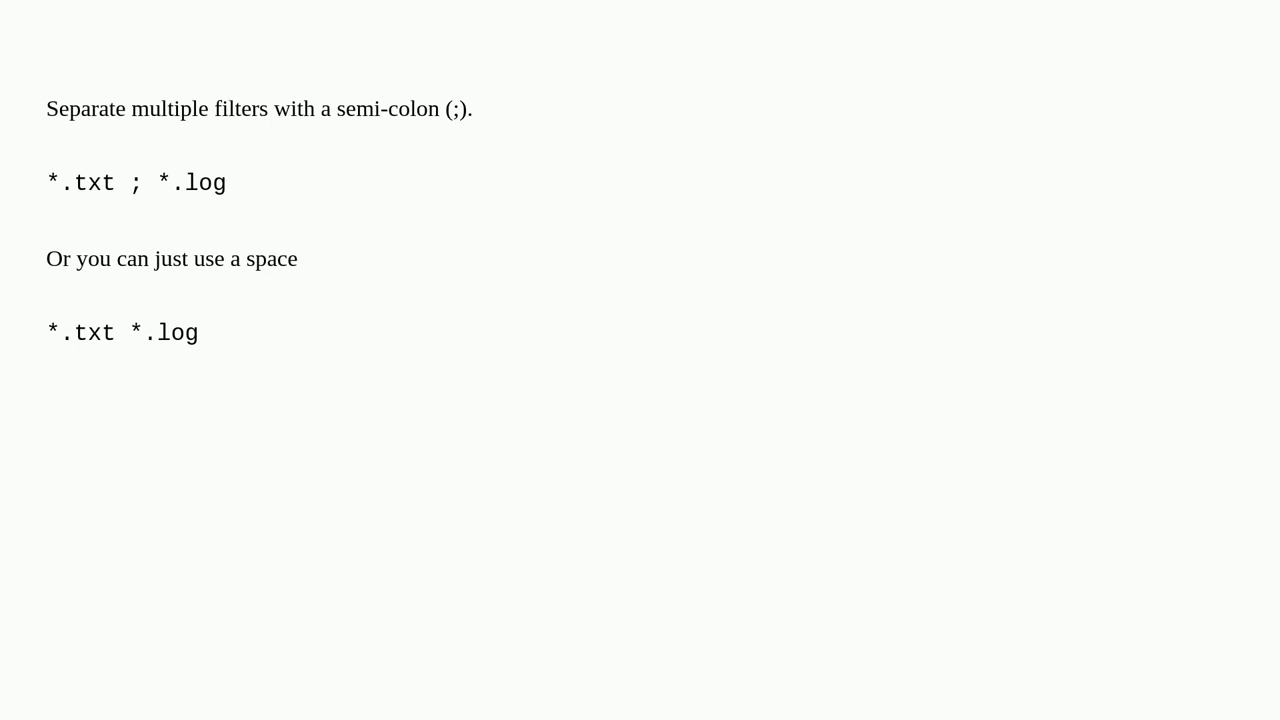 Separate multiple filters with a semi-colon (;).
*.txt ; *.log
Or you can just use a space
*.txt *.log